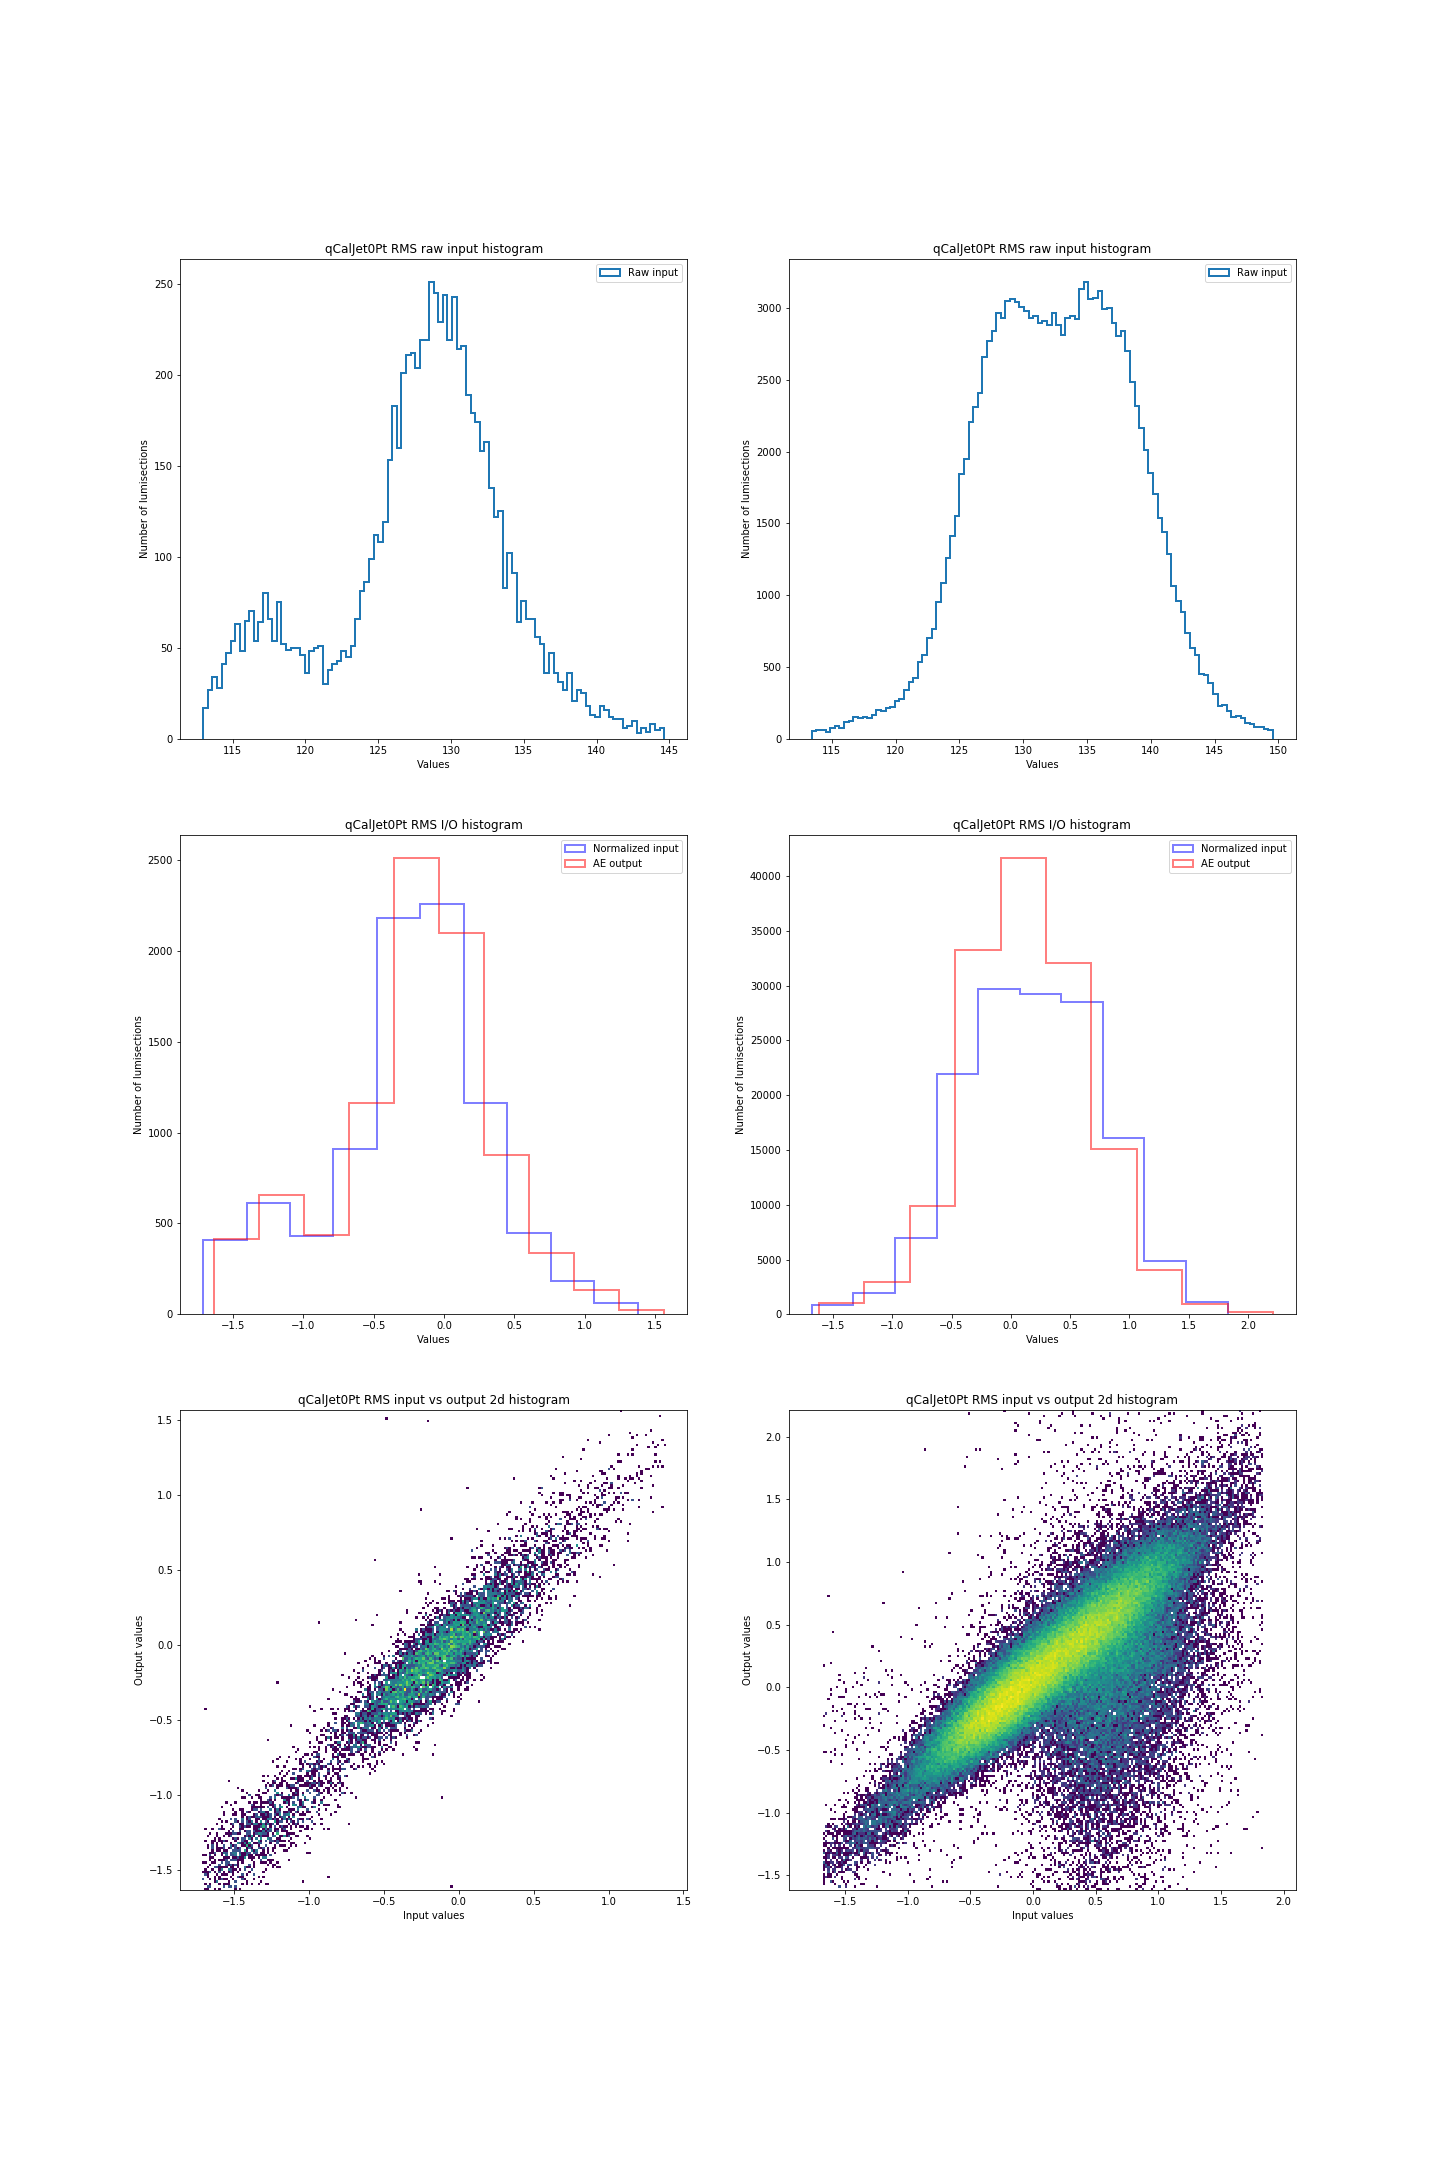 qCalJet0Pt RMS raw input histogram
Raw input
Number of lumisections
250
200
150
100
50
0
115 120 125 130 135 140 145
Values
qCalJet0Pt RMS raw input histogram
Raw input
Number of lumisections
3000
2500
2000
1500
1000
500
0
115 120 125 130 135 140 145 150
Values
qCalJet0Pt RMS I/O histogram
Normalized input
AE output
Number of lumisections
2500
2000
1500
1000
500
0
−1.5 −1.0 −0.5 0.0 0.5 1.0 1.5
Values
qCalJet0Pt RMS I/O histogram
Normalized input
AE output
Number of lumisections
40000
35000
30000
25000
20000
15000
10000
5000
0
−1.5 −1.0 −0.5 0.0 0.5 1.0 1.5 2.0
Values
qCalJet0Pt RMS input vs output 2d histogram
Output values
1.5
1.0
0.5
0.0
−0.5
−1.0
−1.5
−1.5 −1.0 −0.5 0.0 0.5 1.0 1.5
Input values
qCalJet0Pt RMS input vs output 2d histogram
Output values
2.0
1.5
1.0
0.5
0.0
−0.5
−1.0
−1.5
−1.5 −1.0 −0.5 0.0 0.5 1.0 1.5 2.0
Input values